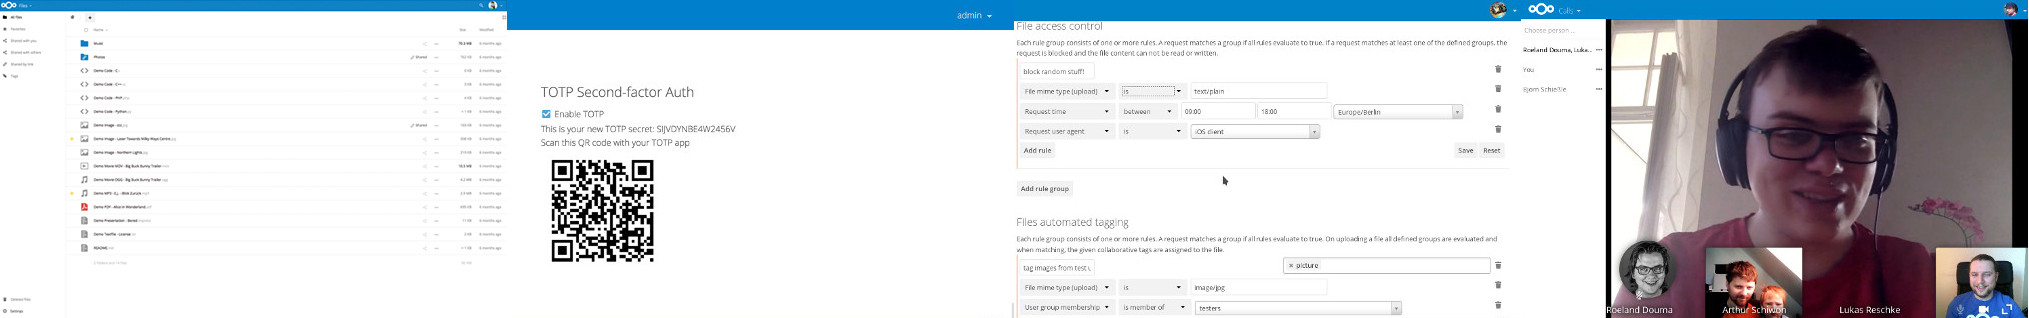 Files
All files
Favorites
Shared with you
Shared with others
Shared by link
Tags
Name
Size
Modified
Music
Photos
Shared
Demo Code - C
Demo Code - C++
Demo Code - PHP
Demo Code - Python
Demo Image
Shared
Demo Image - Laser Towards Milky Ways Centre
Demo Image - Northern Lights
Demo Movie MOV - Big Buck Bunny Trailer
Demo Movie OGG - Big Buck Bunny Trailer
Demo PDF - Alice in Wonderland
Demo Presentation
Demo Textfile - License
README
Deleted files
Settings
admin
TOTP Second-factor Auth
Enable TOTP
This is your new TOTP secret: SIJVDYNBE4W2456V
Scan this QR code with your TOTP app
File access control
Each rule group consists of one or more rules. A request matches a group if all rules evaluate to true. If a request matches at least one of the defined groups, the
request is blocked and the file content can not be read or written.
block random stuff!
File mime type (upload) is text/plain
Request time between 09:00 18:00 Europe/Berlin
Request user agent is iOS client
Add rule Save Reset
Add rule group
Files automated tagging
Each rule group consists of one or more rules. A request matches a group if all rules evaluate to true. On uploading a file all defined groups are evaluated and
when matching, the given collaborative tags are assigned to the file.
tag images from test u × picture
File mime type (upload) is image/jpg
User group membership is member of testers
Calls
Choose person ...
Roeland Douma, Luka...
You
Bjorn Schießle
Roeland Douma
Arthur Schiwon
Lukas Reschke